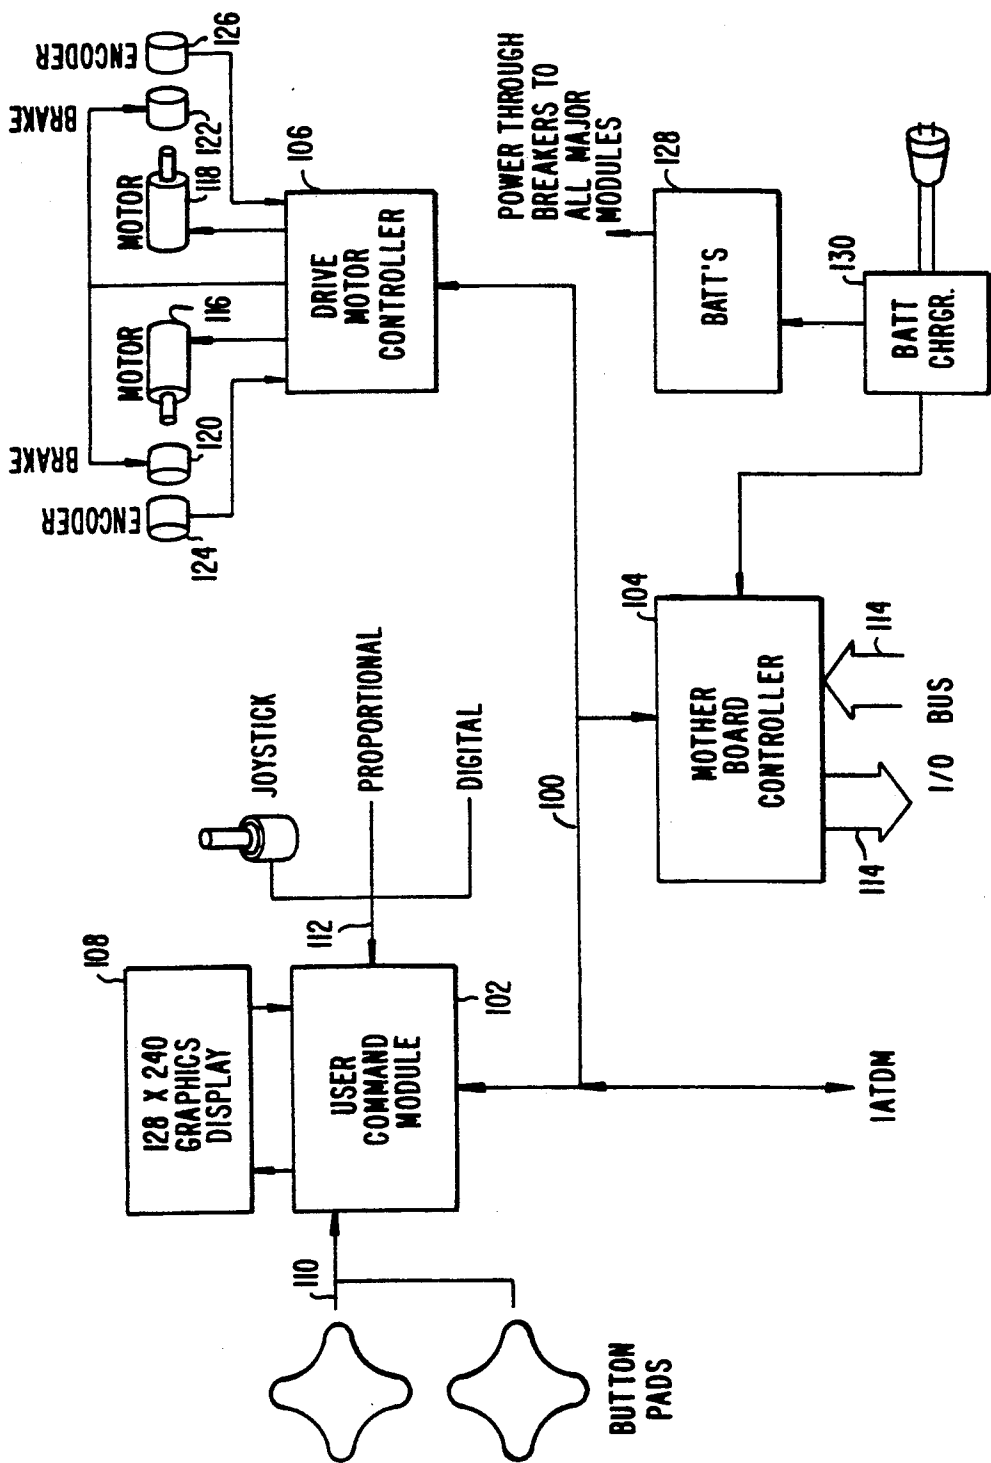 BUTTON
PADS
110
128 X 240
GRAPHICS
DISPLAY
108
USER
COMMAND
MODULE
102
112
JOYSTICK
PROPORTIONAL
DIGITAL
1ATDM
100
MOTHER
BOARD
CONTROLLER
104
114
114
I/O BUS
ENCODER
124
BRAKE
120
MOTOR
116
MOTOR
118
BRAKE
122
ENCODER
126
DRIVE
MOTOR
CONTROLLER
106
POWER THROUGH
BREAKERS TO
ALL MAJOR
MODULES
BATT'S
128
BATT
CHRGR.
130